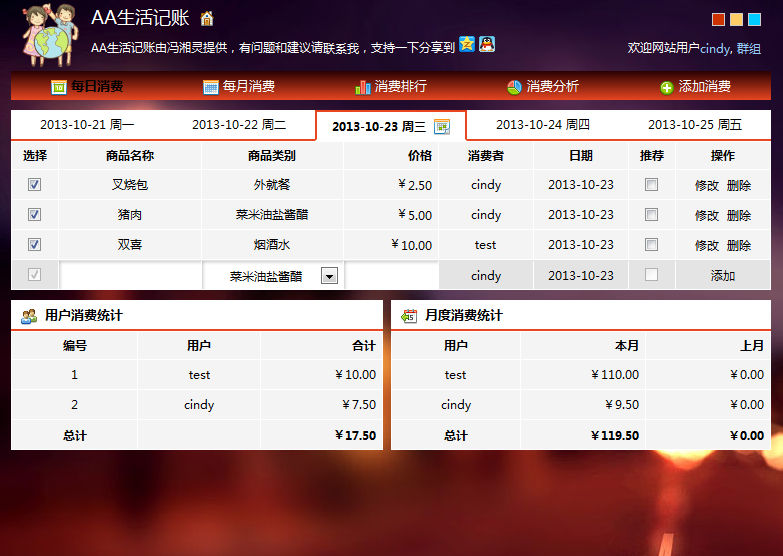 AA生活记账
AA生活记账由冯湘灵提供，有问题和建议请联系我，支持一下分享到
欢迎网站用户cindy, 群组
每日消费 每月消费 消费排行 消费分析 添加消费
2013-10-21 周一 2013-10-22 周二 2013-10-23 周三 2013-10-24 周四 2013-10-25 周五
选择 商品名称 商品类别 价格 消费者 日期 推荐 操作
叉烧包 外就餐 ￥2.50 cindy 2013-10-23 修改 删除
猪肉 菜米油盐酱醋 ￥5.00 cindy 2013-10-23 修改 删除
双喜 烟酒水 ￥10.00 test 2013-10-23 修改 删除
菜米油盐酱醋 cindy 2013-10-23 添加
用户消费统计
编号 用户 合计
1 test ￥10.00
2 cindy ￥7.50
总计 ￥17.50
月度消费统计
用户 本月 上月
test ￥110.00 ￥0.00
cindy ￥9.50 ￥0.00
总计 ￥119.50 ￥0.00